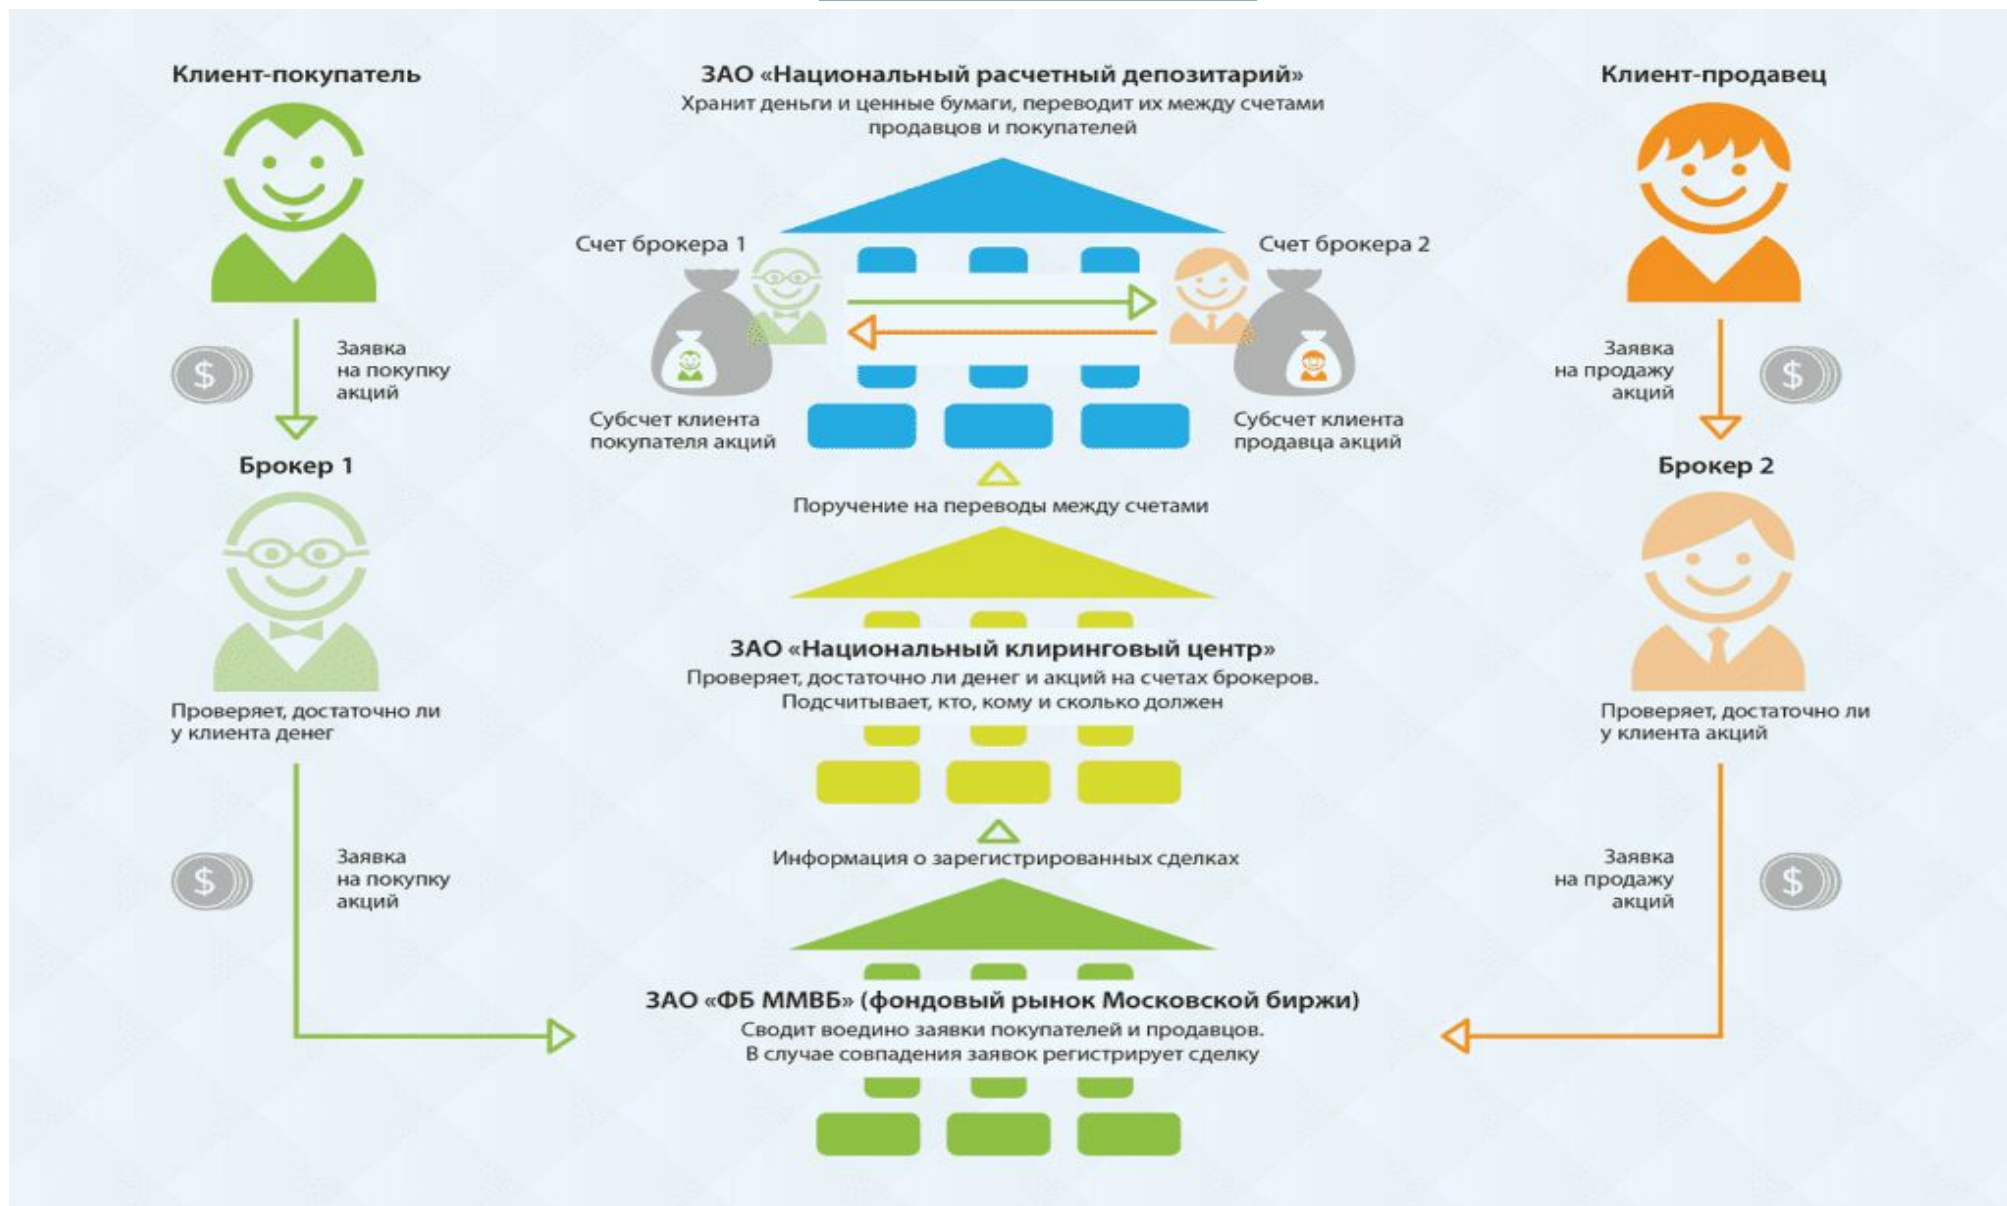 Клиент-покупатель
Заявка
на покупку
акций
Брокер 1
Проверяет, достаточно ли
у клиента денег
Заявка
на покупку
акций
ЗАО «Национальный расчетный депозитарий»
Хранит деньги и ценные бумаги, переводит их между счетами
продавцов и покупателей
Счет брокера 1
Счет брокера 2
Субсчет клиента
покупателя акций
Субсчет клиента
продавца акций
Поручение на переводы между счетами
ЗАО «Национальный клиринговый центр»
Проверяет, достаточно ли денег и акций на счетах брокеров.
Подсчитывает, кто, кому и сколько должен
Информация о зарегистрированных сделках
ЗАО «ФБ ММВБ» (фондовый рынок Московской биржи)
Сводит воедино заявки покупателей и продавцов.
В случае совпадения заявок регистрирует сделку
Клиент-продавец
Заявка
на продажу
акций
Брокер 2
Проверяет, достаточно ли
у клиента акций
Заявка
на продажу
акций
$
$
$
$